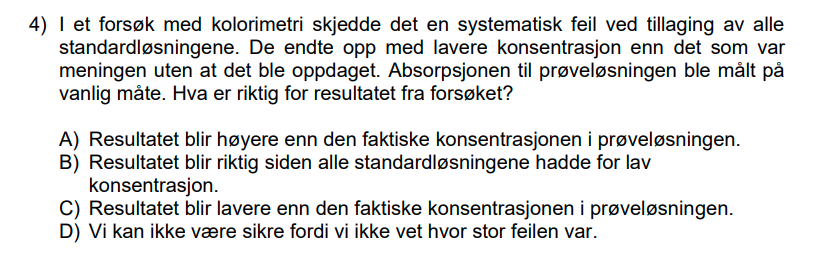 4) I et forsøk med kolorimetri skjedde det en systematisk feil ved tillaging av alle
standardløsningene. De endte opp med lavere konsentrasjon enn det som var
meningen uten at det ble oppdaget. Absorpsjonen til prøveløsningen ble målt på
vanlig måte. Hva er riktig for resultatet fra forsøket?
A) Resultatet blir høyere enn den faktiske konsentrasjonen i prøveløsningen.
B) Resultatet blir riktig siden alle standardløsningene hadde for lav
konsentrasjon.
C) Resultatet blir lavere enn den faktiske konsentrasjonen i prøveløsningen.
D) Vi kan ikke være sikre fordi vi ikke vet hvor stor feilen var.